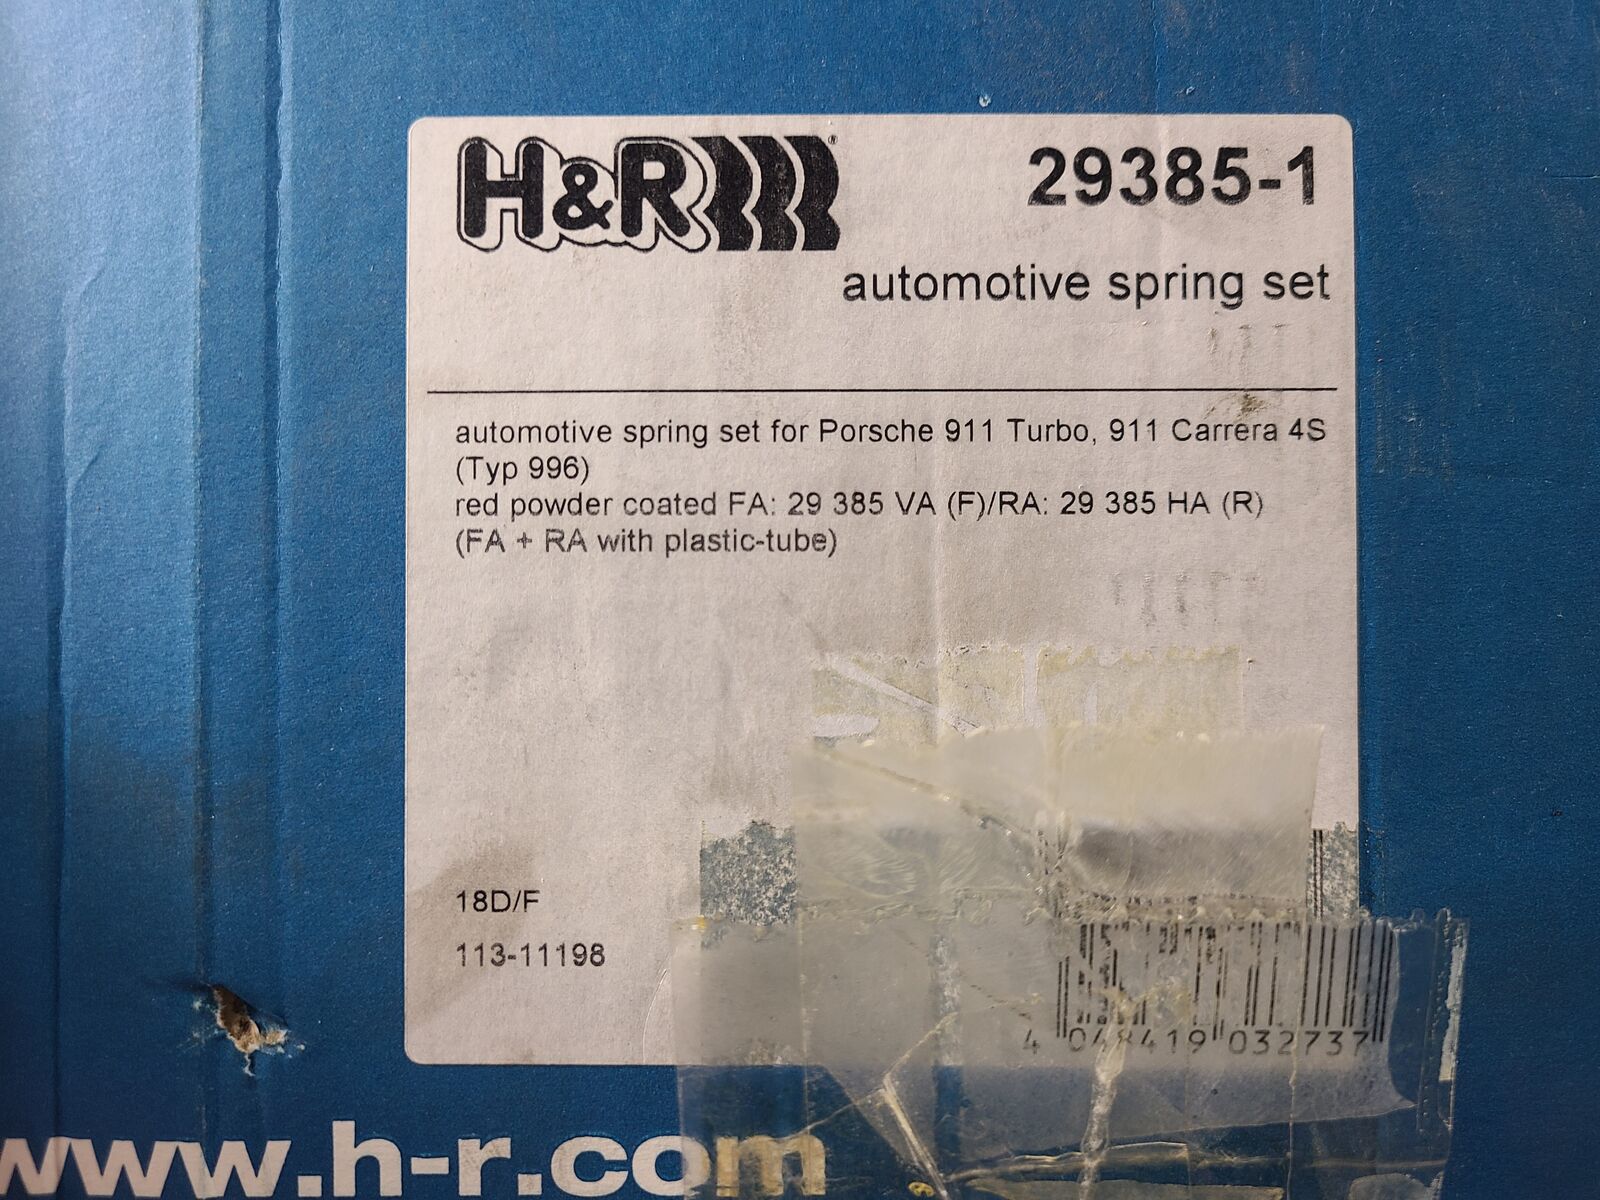 H&R®
29385-1
automotive spring set
automotive spring set for Porsche 911 Turbo, 911 Carrera 4S
(Typ 996)
red powder coated FA: 29 385 VA (F)/RA: 29 385 HA (R)
(FA + RA with plastic-tube)
18D/F
113-11198
4 048419 032737
www.h-r.com